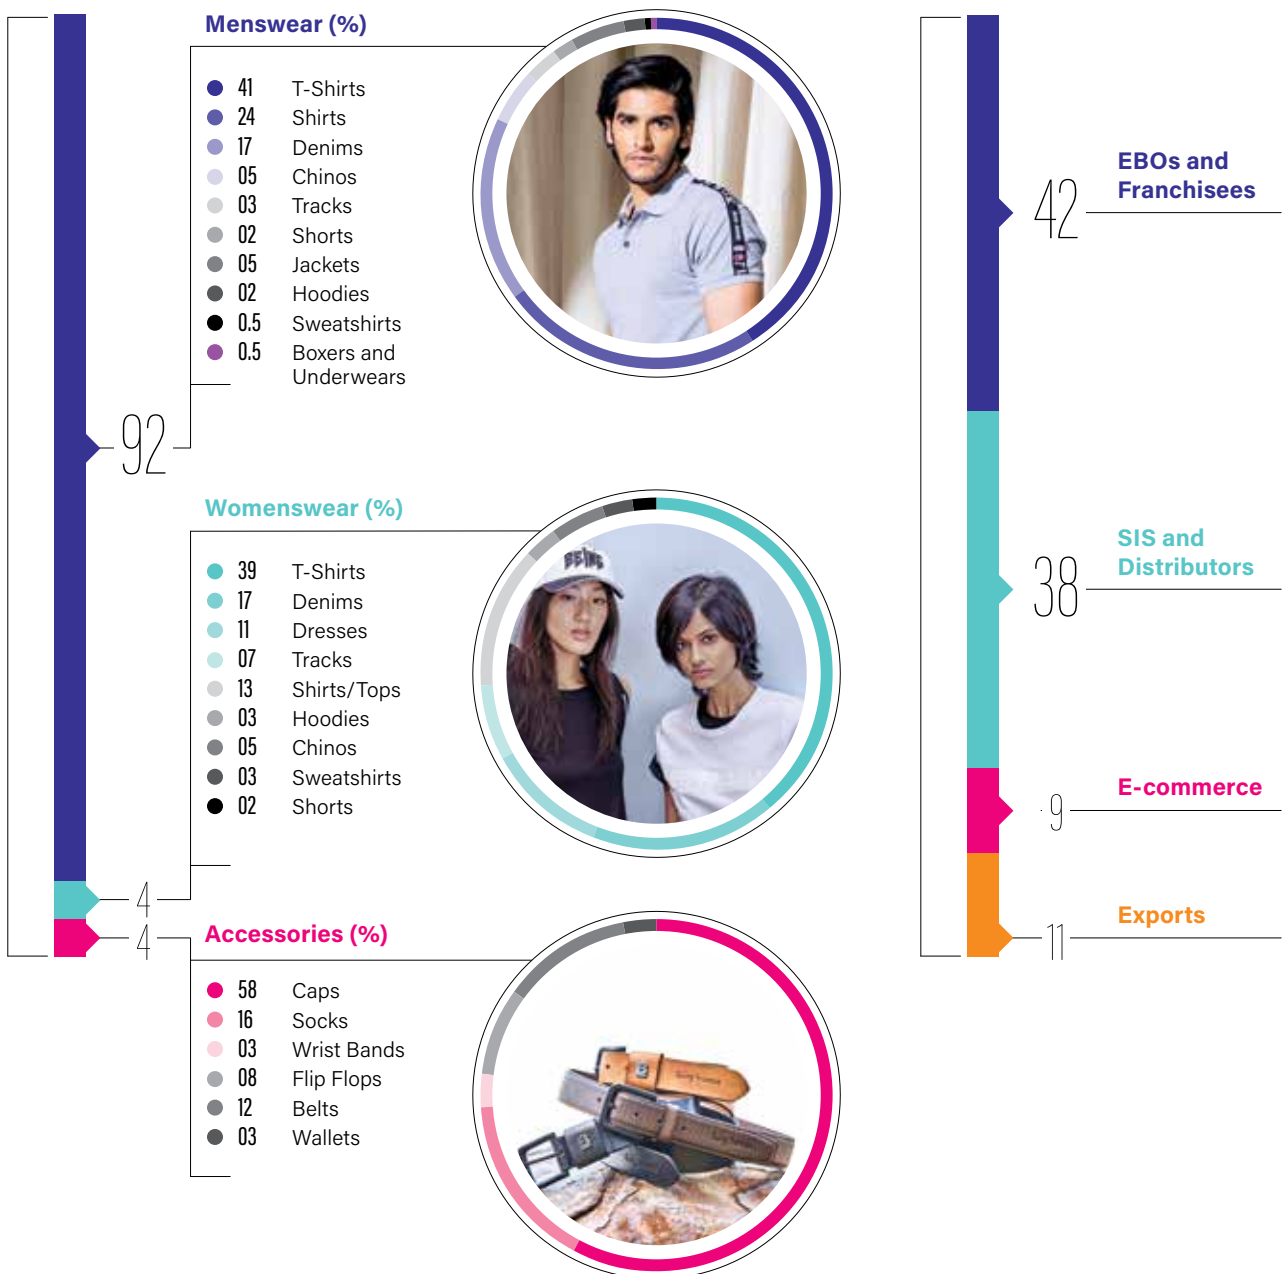 Menswear (%)
41 T-Shirts
24 Shirts
17 Denims
05 Chinos
03 Tracks
02 Shorts
05 Jackets
02 Hoodies
0.5 Sweatshirts
0.5 Boxers and
Underwears
92
Womenswear (%)
39 T-Shirts
17 Denims
11 Dresses
07 Tracks
13 Shirts/Tops
03 Hoodies
05 Chinos
03 Sweatshirts
02 Shorts
4
BEING
4
Accessories (%)
58 Caps
16 Socks
03 Wrist Bands
08 Flip Flops
12 Belts
03 Wallets
EBOs and
Franchisees
42
SIS and
Distributors
38
E-commerce
9
Exports
11